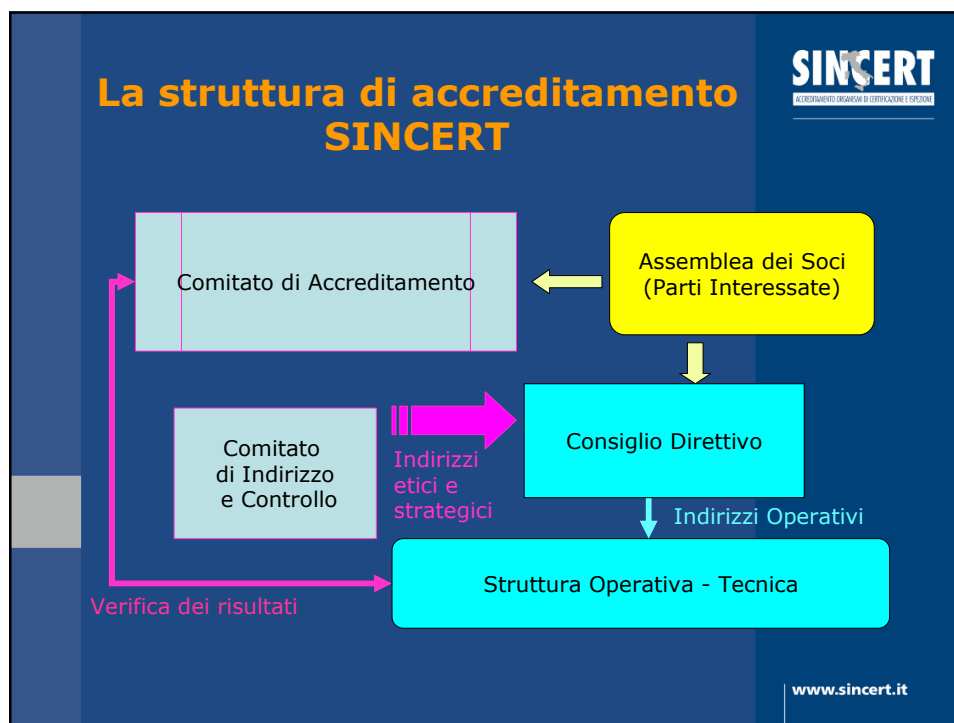 La struttura di accreditamento
SINCERT
SINCERT
ACCREDITAMENTO ORGANISMI DI CERTIFICAZIONE E ISPEZIONE
Comitato di Accreditamento
Assemblea dei Soci
(Parti Interessate)
Comitato
di Indirizzo
e Controllo
Indirizzi
etici e
strategici
Consiglio Direttivo
Indirizzi Operativi
Struttura Operativa - Tecnica
Verifica dei risultati
www.sincert.it